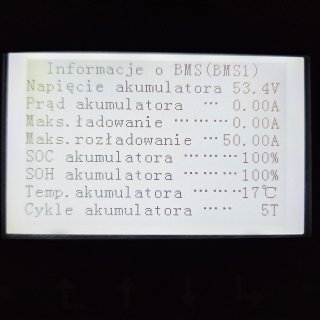 Informacje o BMS(BMS1)
Napięcie akumulatora 53.4V
Prąd akumulatora ··· 0.00A
Maks.ładowanie ········· 0.00A
Maks.rozładowanie ···50.00A
SOC akumulatora ········· 100%
SOH akumulatora ········· 100%
Temp.akumulatora ·········17℃
Cykle akumulatora ····· 5T